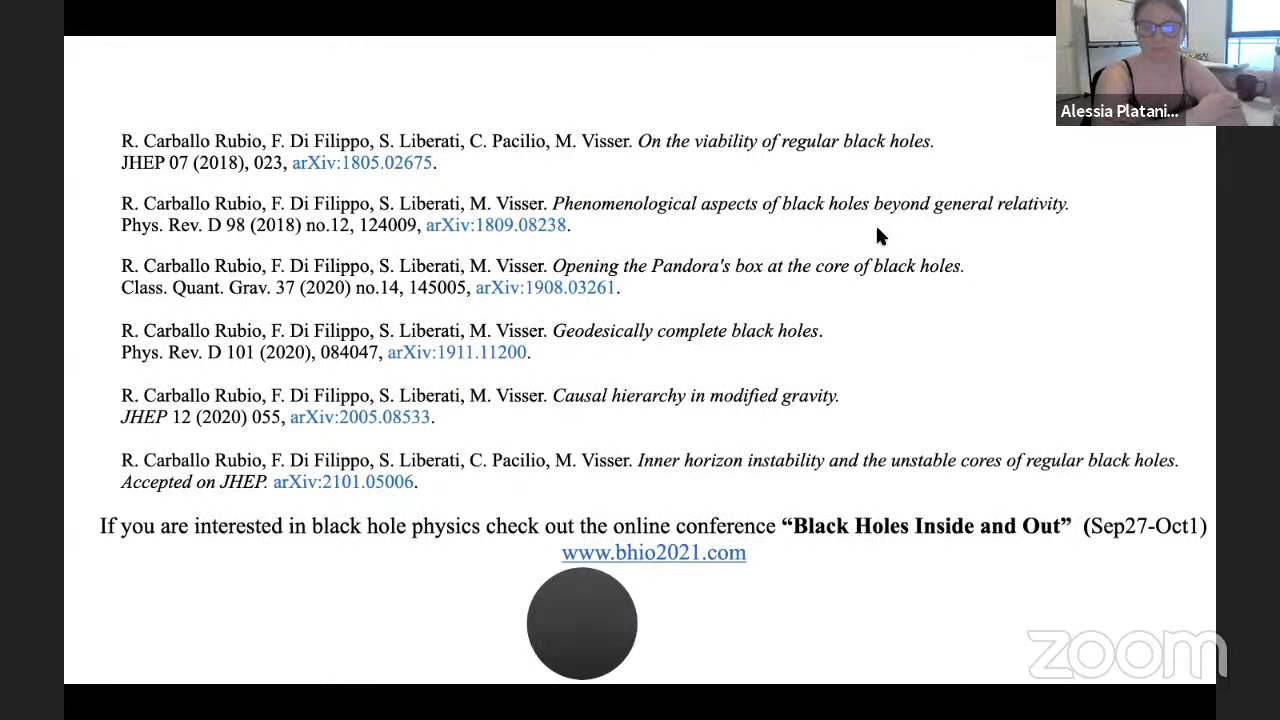 Alessia Platani...
R. Carballo Rubio, F. Di Filippo, S. Liberati, C. Pacilio, M. Visser. On the viability of regular black holes.
JHEP 07 (2018), 023, arXiv:1805.02675.
R. Carballo Rubio, F. Di Filippo, S. Liberati, M. Visser. Phenomenological aspects of black holes beyond general relativity.
Phys. Rev. D 98 (2018) no.12, 124009, arXiv:1809.08238.
R. Carballo Rubio, F. Di Filippo, S. Liberati, M. Visser. Opening the Pandora's box at the core of black holes.
Class. Quant. Grav. 37 (2020) no.14, 145005, arXiv:1908.03261.
R. Carballo Rubio, F. Di Filippo, S. Liberati, M. Visser. Geodesically complete black holes.
Phys. Rev. D 101 (2020), 084047, arXiv:1911.11200.
R. Carballo Rubio, F. Di Filippo, S. Liberati, M. Visser. Causal hierarchy in modified gravity.
JHEP 12 (2020) 055, arXiv:2005.08533.
R. Carballo Rubio, F. Di Filippo, S. Liberati, C. Pacilio, M. Visser. Inner horizon instability and the unstable cores of regular black holes.
Accepted on JHEP. arXiv:2101.05006.
If you are interested in black hole physics check out the online conference “Black Holes Inside and Out” (Sep27-Oct1)
www.bhio2021.com
zoom